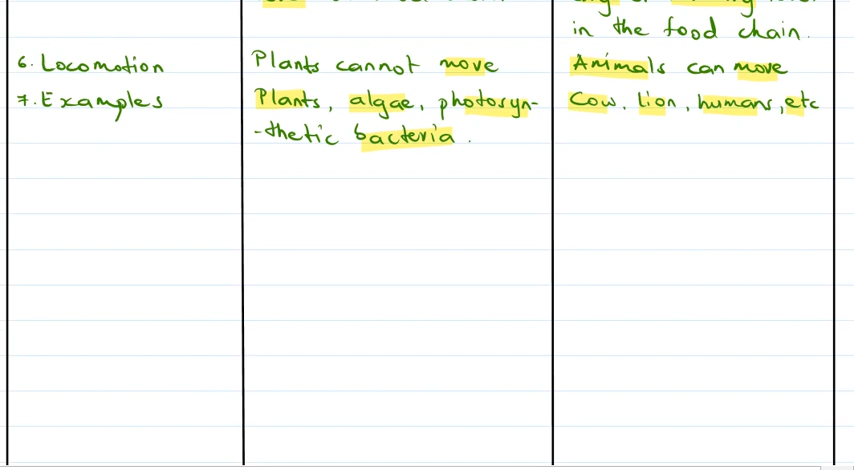 in the food chain.
6. Locomotion
Plants cannot move
Animals can move
7. Examples
Plants, algae, photosyn-
-thetic bacteria.
Cow, lion, humans, etc